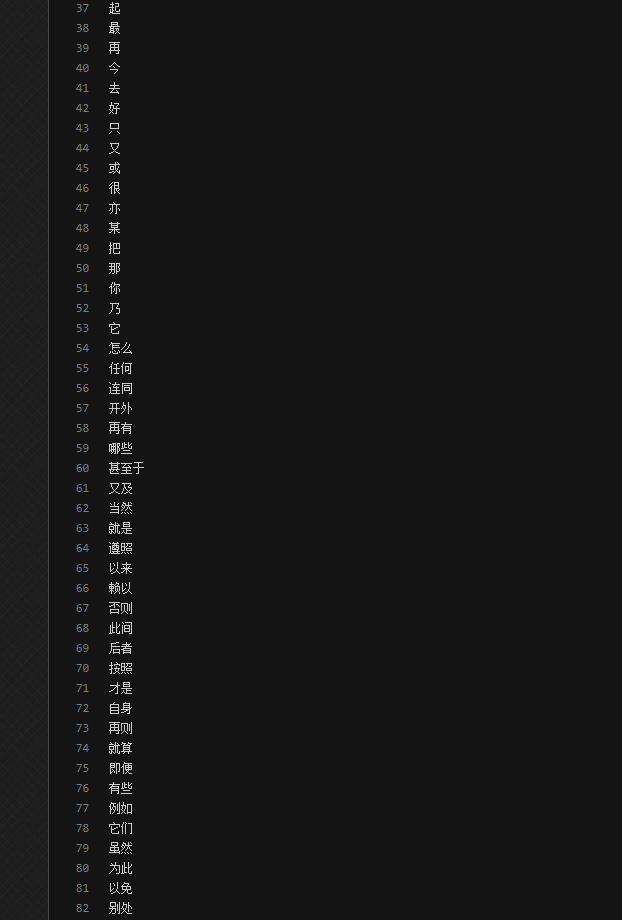 37 起
38 最
39 再
40 今
41 去
42 好
43 只
44 又
45 或
46 很
47 亦
48 某
49 把
50 那
51 你
52 乃
53 它
54 怎么
55 任何
56 连同
57 开外
58 再有
59 哪些
60 甚至于
61 又及
62 当然
63 就是
64 遵照
65 以来
66 赖以
67 否则
68 此间
69 后者
70 按照
71 才是
72 自身
73 再则
74 就算
75 即便
76 有些
77 例如
78 它们
79 虽然
80 为此
81 以免
82 别处